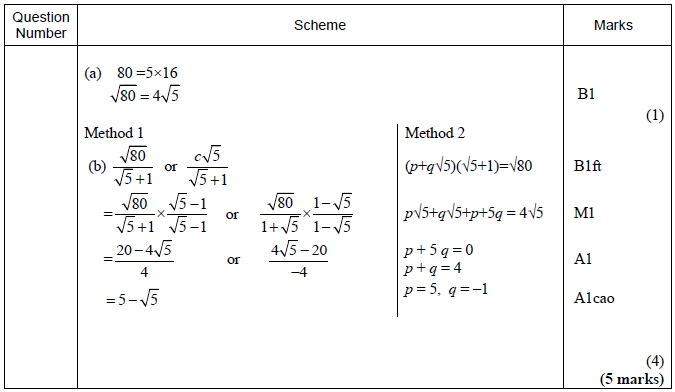 Question Number Scheme Marks
(a) 80 =5×16
√80 = 4√5 B1
(1)
Method 1 Method 2
(b) √80/(√5+1) or c√5/(√5+1) (p+q√5)(√5+1)=√80 B1ft
= √80/(√5+1) × (√5−1)/(√5−1) or √80/(1+√5) × (1−√5)/(1−√5) p√5+q√5+p+5q = 4√5 M1
= (20−4√5)/4 or (4√5−20)/−4 p + 5q = 0 A1
p + q = 4
= 5−√5 p = 5, q = −1 A1cao
(4)
(5 marks)